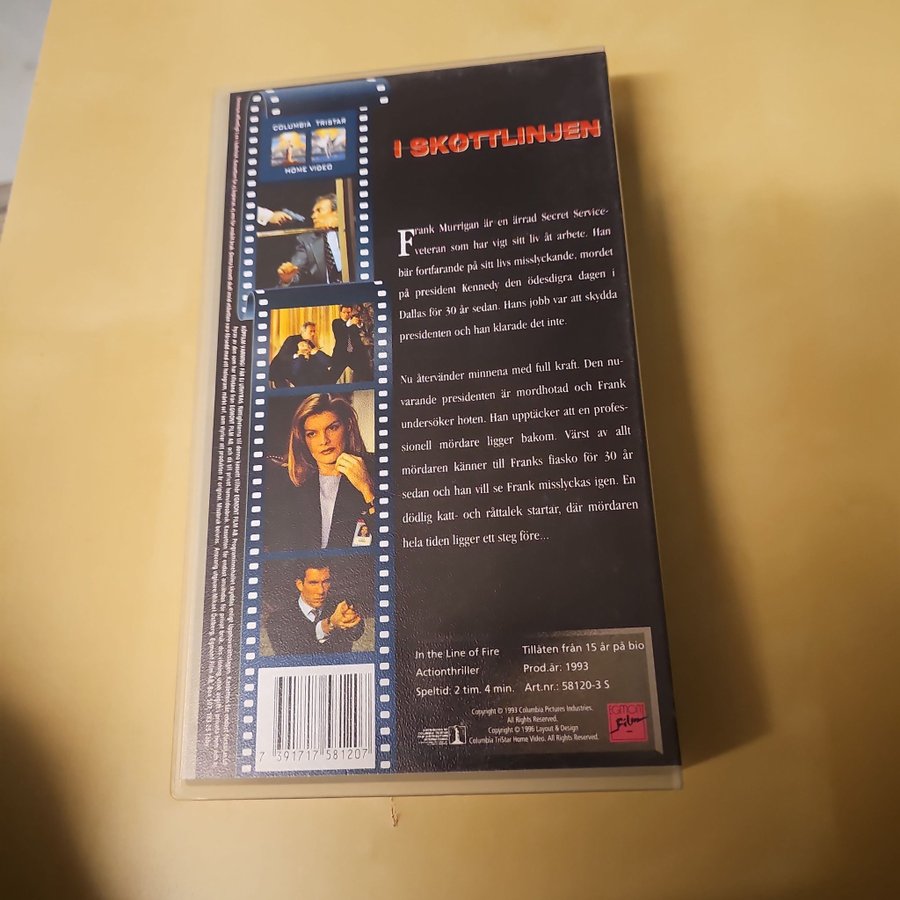 COLUMBIA TRISTAR
HOME VIDEO
I SKOTTLINJEN
Frank Murrigan är en ärrad Secret Service-
veteran som har vigt sitt liv åt arbete. Han
bär fortfarande på sitt livs misslyckande, mordet
på president Kennedy den ödesdigra dagen i
Dallas för 30 år sedan. Hans jobb var att skydda
presidenten och han klarade det inte.
Nu återvänder minnena med full kraft. Den nu-
varande presidenten är mordhotad och Frank
undersöker hoten. Han upptäcker att en profes-
sionell mördare ligger bakom. Värst av allt
mördaren känner till Franks fiasko för 30 år
sedan och han vill se Frank misslyckas igen. En
dödlig katt- och råttalek startar, där mördaren
hela tiden ligger ett steg före...
In the Line of Fire
Actionthriller
Speltid: 2 tim. 4 min.
Tillåten från 15 år på bio
Prod.år: 1993
Art.nr.: 58120-3 S
Copyright © 1993 Columbia Pictures Industries.
All Rights Reserved.
Copyright © 1996 Layout & Design
Columbia TriStar Home Video. All Rights Reserved.
EGMONT
Film
7 591717 581207